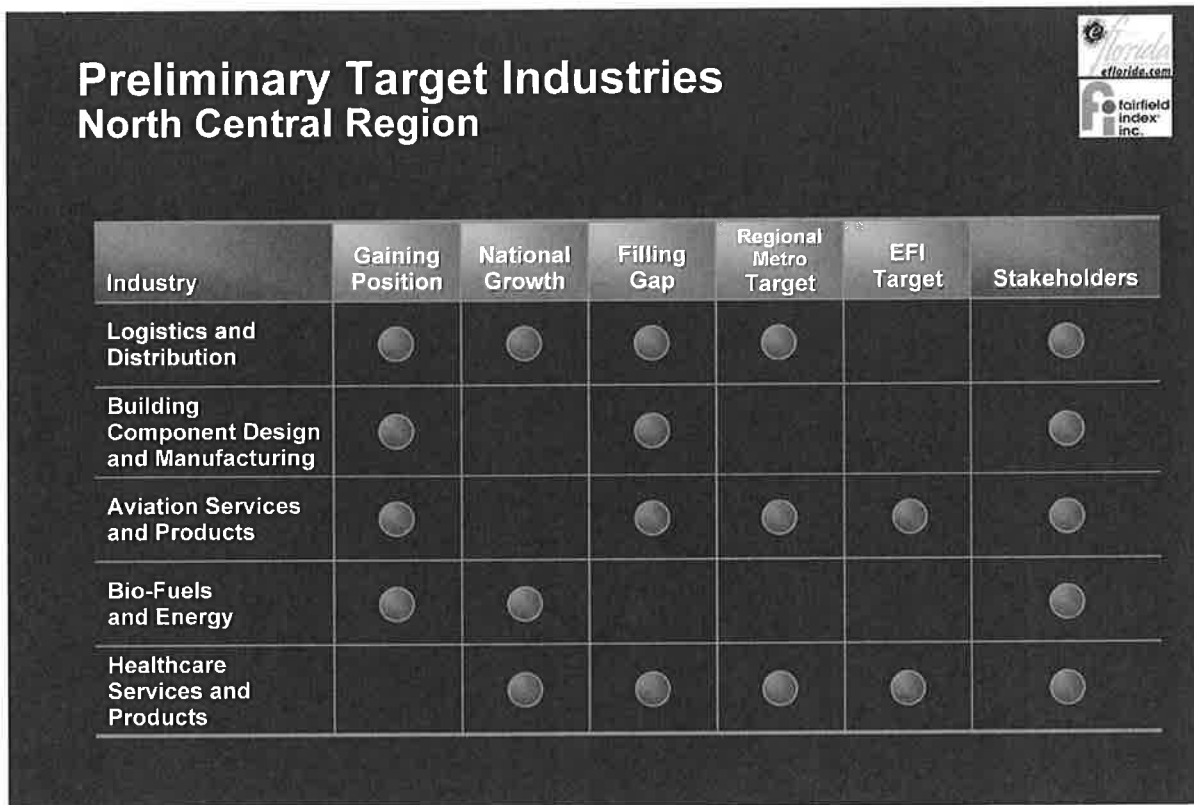 Preliminary Target Industries
North Central Region
e
florida
eflorida.com
fi fairfield
index
inc.
Industry
Gaining
Position
National
Growth
Filling
Gap
Regional
Metro
Target
EFI
Target
Stakeholders
Logistics and
Distribution
Building
Component Design
and Manufacturing
Aviation Services
and Products
Bio-Fuels
and Energy
Healthcare
Services and
Products